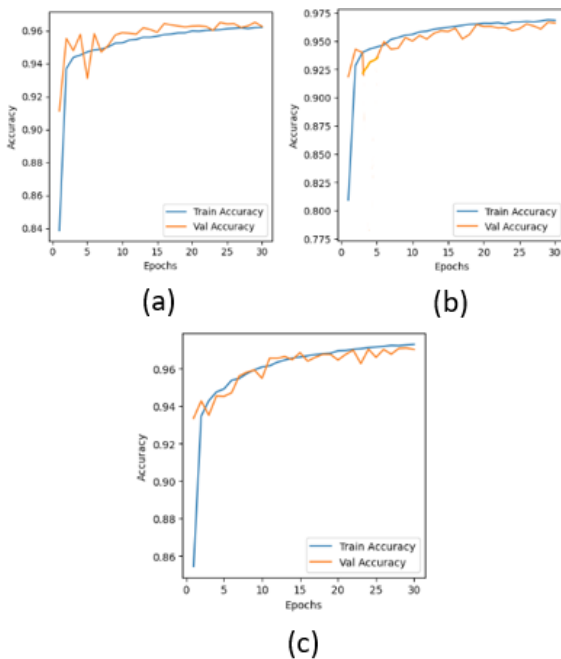 0.96
0.94
0.92
0.90
0.88
0.86
0.84
Accuracy
0 5 10 15 20 25 30
Epochs
Train Accuracy
Val Accuracy
(a)
0.975
0.950
0.925
0.900
0.875
0.850
0.825
0.800
0.775
Accuracy
0 5 10 15 20 25 30
Epochs
Train Accuracy
Val Accuracy
(b)
0.96
0.94
0.92
0.90
0.88
0.86
Accuracy
0 5 10 15 20 25 30
Epochs
Train Accuracy
Val Accuracy
(c)